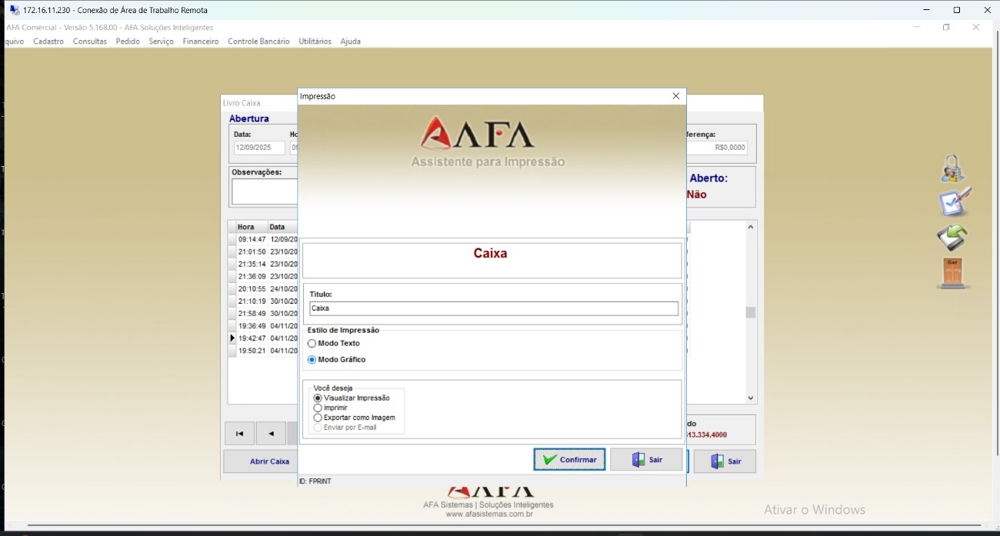 172.16.11.230 - Conexão de Área de Trabalho Remota
AFA Comercial - Versão 5.168.00 - AFA Soluções Inteligentes
quivo Cadastro Consultas Pedido Serviço Financeiro Controle Bancário Utilitários Ajuda
Livro Caixa
Impressão
Abertura
Data: Ho
12/09/2025 09
Observações:
AFA
Assistente para Impressão
ferença:
R$0,0000
Aberto:
Não
Hora Data
09:14:47 12/09/20
21:01:50 23/10/20
21:35:14 23/10/20
21:36:09 23/10/20
20:10:55 24/10/20
21:10:19 30/10/20
21:58:49 30/10/20
19:36:49 04/11/20
19:42:47 04/11/20
19:50:21 04/11/20
Caixa
Titulo:
Caixa
Estilo de Impressão
Modo Texto
Modo Gráfico
Você deseja
Visualizar Impressão
Imprimir
Exportar como Imagem
Enviar por E-mail
do
13.334,4000
Abrir Caixa
Confirmar
Sair
Sair
ID: FPRINT
Sair
AFA
AFA Sistemas | Soluções Inteligentes
www.afasistemas.com.br
Ativar o Windows